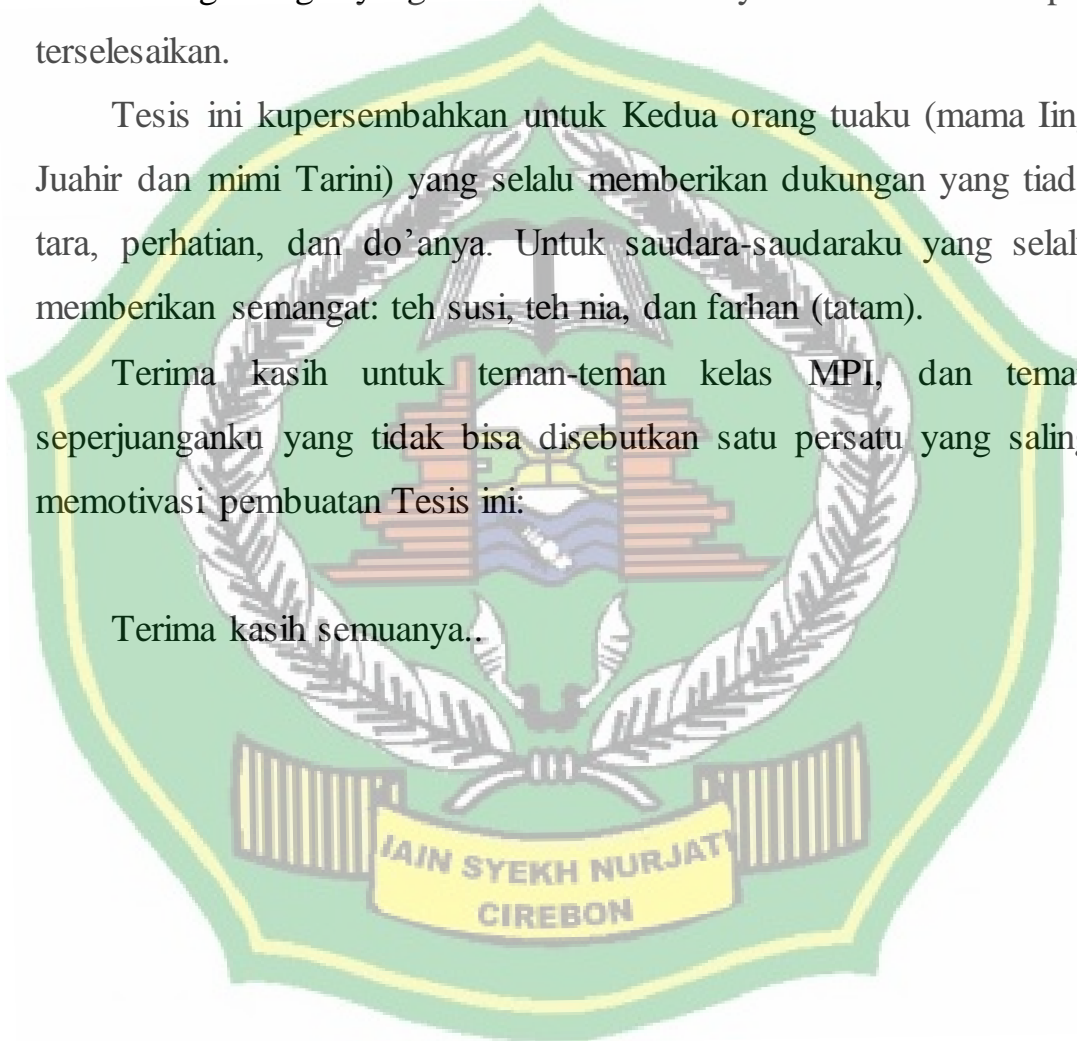 terselesaikan.
Tesis ini kupersembahkan untuk Kedua orang tuaku (mama Iin
Juahir dan mimi Tarini) yang selalu memberikan dukungan yang tiad
tara, perhatian, dan do’anya. Untuk saudara-saudaraku yang selal
memberikan semangat: teh susi, teh nia, dan farhan (tatam).
Terima kasih untuk teman-teman kelas MPI, dan tema
seperjuanganku yang tidak bisa disebutkan satu persatu yang saling
memotivasi pembuatan Tesis ini:
Terima kasih semuanya..
IAIN SYEKH NURJATI
CIREBON